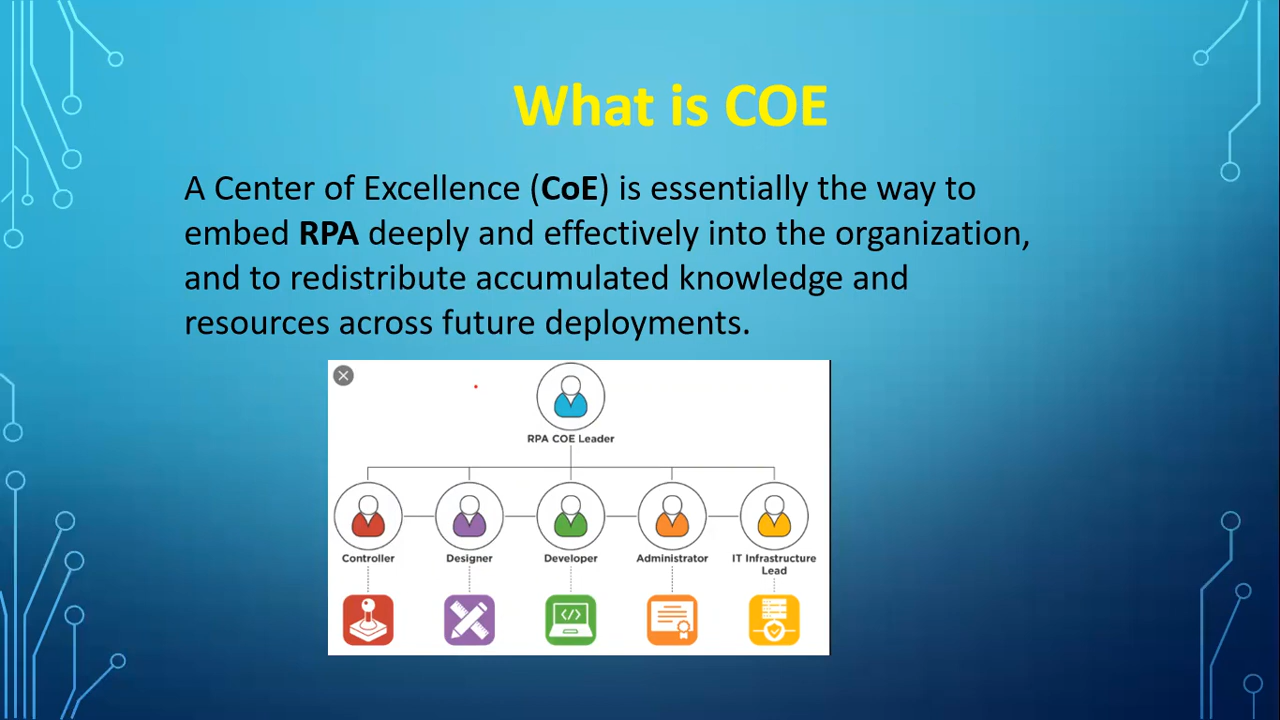 What is COE
A Center of Excellence (CoE) is essentially the way to
embed RPA deeply and effectively into the organization,
and to redistribute accumulated knowledge and
resources across future deployments.
RPA COE Leader
Controller
Designer
Developer
Administrator
IT Infrastructure
Lead